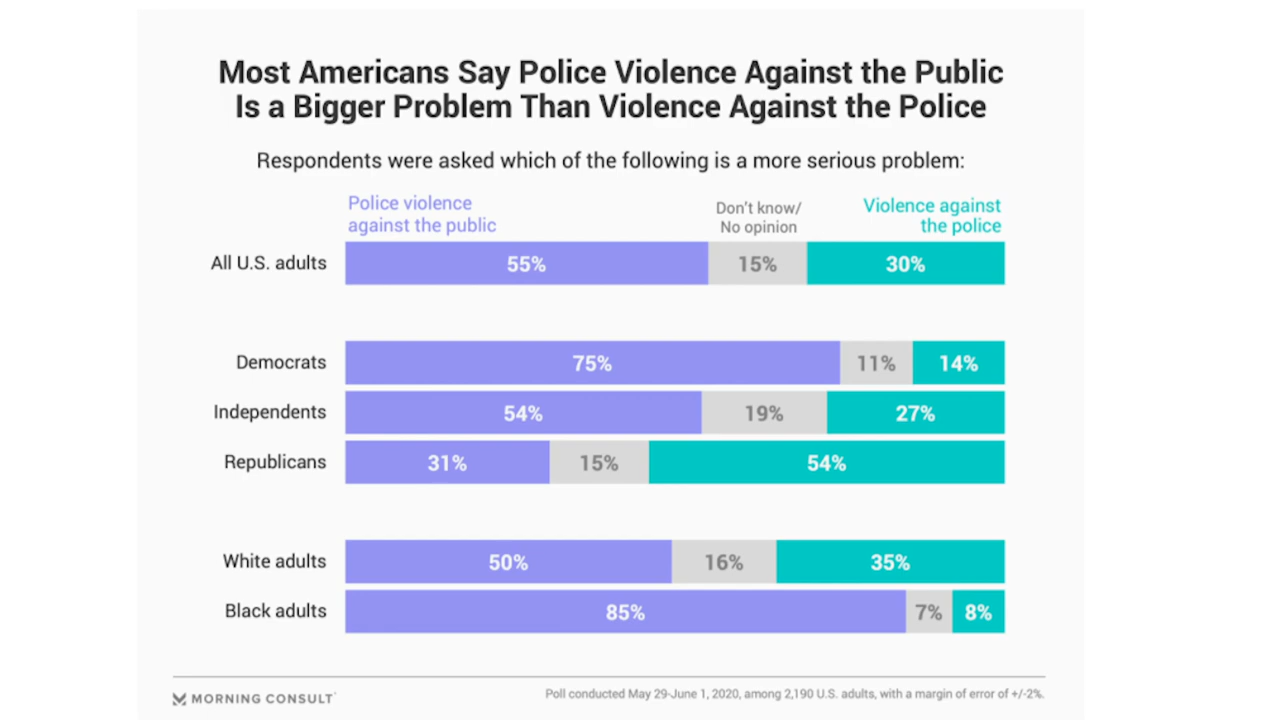 Most Americans Say Police Violence Against the Public
Is a Bigger Problem Than Violence Against the Police
Respondents were asked which of the following is a more serious problem:
Police violence
against the public
Don't know/
No opinion
Violence against
the police
All U.S. adults 55% 15% 30%
Democrats 75% 11% 14%
Independents 54% 19% 27%
Republicans 31% 15% 54%
White adults 50% 16% 35%
Black adults 85% 7% 8%
MORNING CONSULT
Poll conducted May 29-June 1, 2020, among 2,190 U.S. adults, with a margin of error of +/-2%.